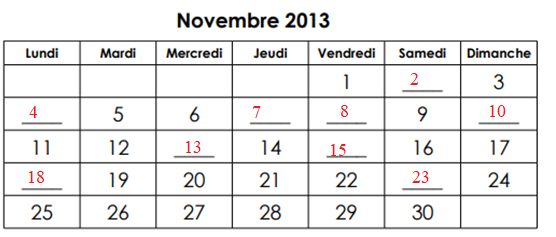 Novembre 2013
Lundi Mardi Mercredi Jeudi Vendredi Samedi Dimanche
1 2 3
4 5 6 7 8 9 10
11 12 13 14 15 16 17
18 19 20 21 22 23 24
25 26 27 28 29 30